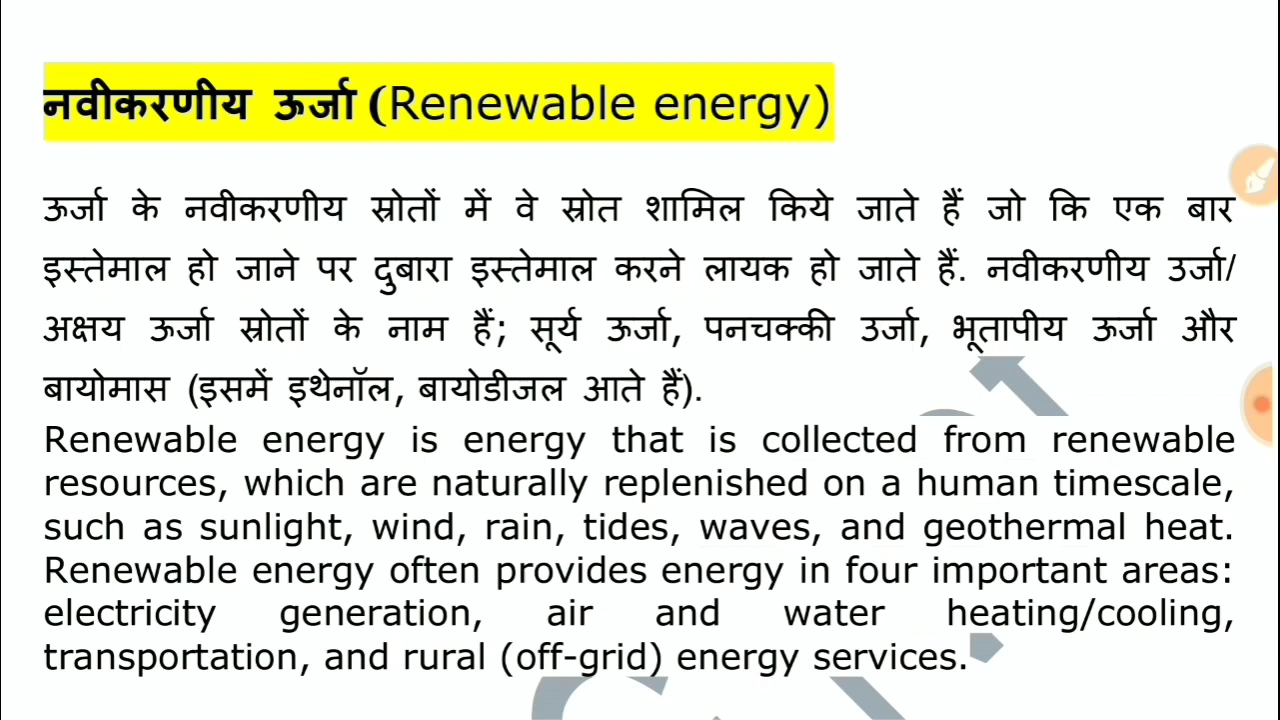 नवीकरणीय ऊर्जा (Renewable energy)
ऊर्जा के नवीकरणीय स्रोतों में वे स्रोत शामिल किये जाते हैं जो कि एक बार
इस्तेमाल हो जाने पर दुबारा इस्तेमाल करने लायक हो जाते हैं. नवीकरणीय उर्जा/
अक्षय ऊर्जा स्रोतों के नाम हैं; सूर्य ऊर्जा, पनचक्की उर्जा, भूतापीय ऊर्जा और
बायोमास (इसमें इथेनॉल, बायोडीजल आते हैं).
Renewable energy is energy that is collected from renewable
resources, which are naturally replenished on a human timescale,
such as sunlight, wind, rain, tides, waves, and geothermal heat.
Renewable energy often provides energy in four important areas:
electricity generation, air and water heating/cooling,
transportation, and rural (off-grid) energy services.